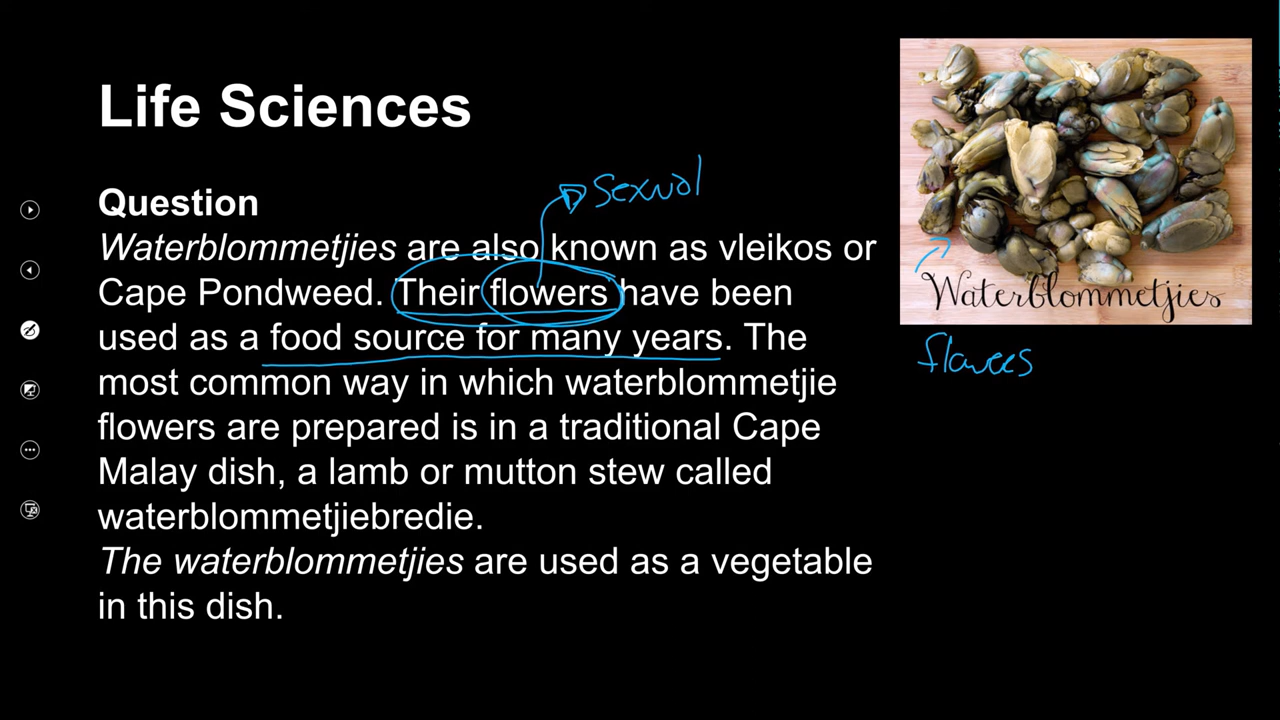 Life Sciences
Sexual
Question
Waterblommetjies are also known as vleikos or
Cape Pondweed. Their flowers have been
used as a food source for many years. The
most common way in which waterblommetjie
flowers are prepared is in a traditional Cape
Malay dish, a lamb or mutton stew called
waterblommetjiebredie.
The waterblommetjies are used as a vegetable
in this dish.
Waterblommetjies
flowers